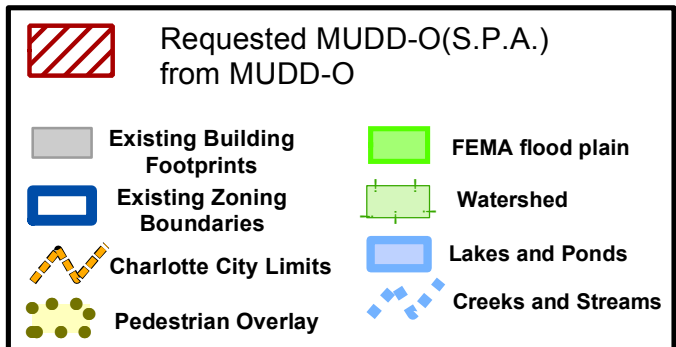 Requested MUDD-O(S.P.A.)
from MUDD-O
Existing Building
Footprints
Existing Zoning
Boundaries
Charlotte City Limits
Pedestrian Overlay
FEMA flood plain
Watershed
Lakes and Ponds
Creeks and Streams